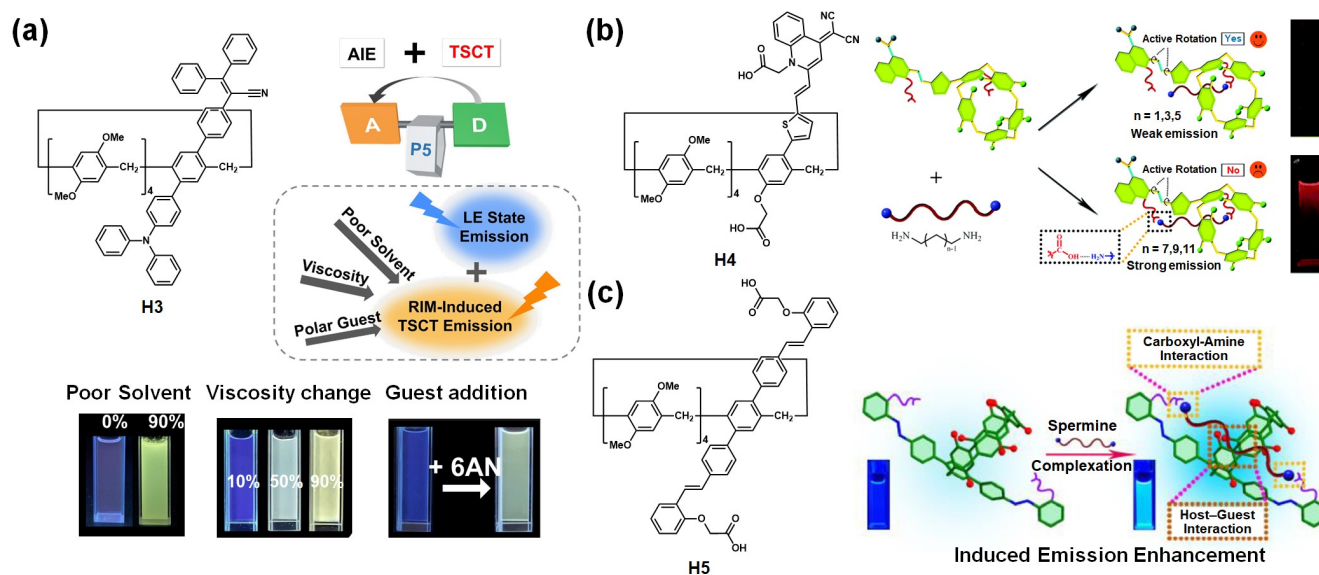 (a)
CN
OMe
MeO
4
CH₂
CH₂
N
H3
AIE + TSCT
A
P5
D
LE State
Emission
+
Poor Solvent
Viscosity
Polar Guest
RIM-Induced
TSCT Emission
Poor Solvent
0% 90%
Viscosity change
10% 50% 90%
Guest addition
+ 6AN
(b)
NC
CN
N
O
HO
S
OMe
MeO
4
CH₂
CH₂
O
O
HO
H4
+
H₂N
n-1
NH₂
Active Rotation Yes
n = 1,3,5
Weak emission
Active Rotation No
O
C
OH
H₂N
n = 7,9,11
Strong emission
(c)
O
HO
O
OMe
MeO
4
CH₂
CH₂
O
O
OH
H5
Carboxyl-Amine
Interaction
Spermine
Complexation
Host–Guest
Interaction
Induced Emission Enhancement